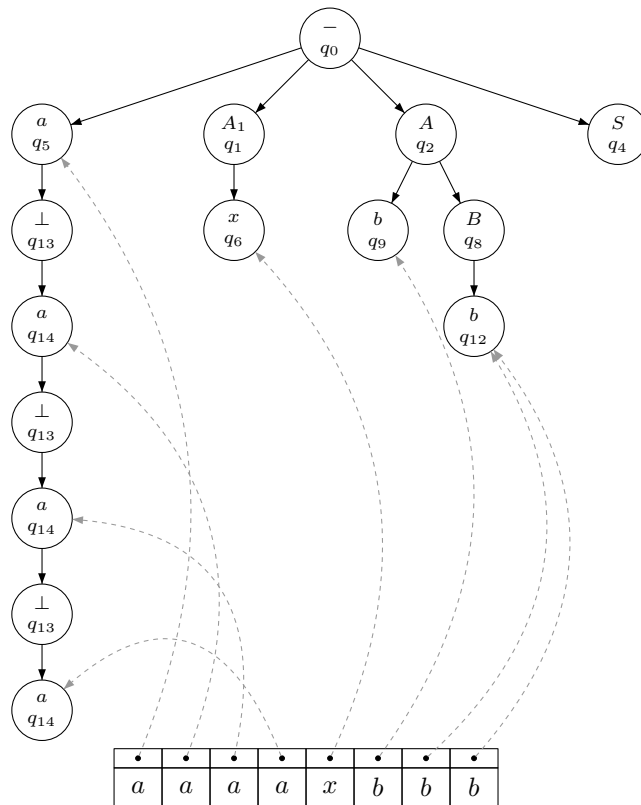 −
q0
a A1 A S
q5 q1 q2 q4
⊥ x b B
q13 q6 q9 q8
a b
q14 q12
⊥
q13
a
q14
⊥
q13
a
q14
a a a a x b b b